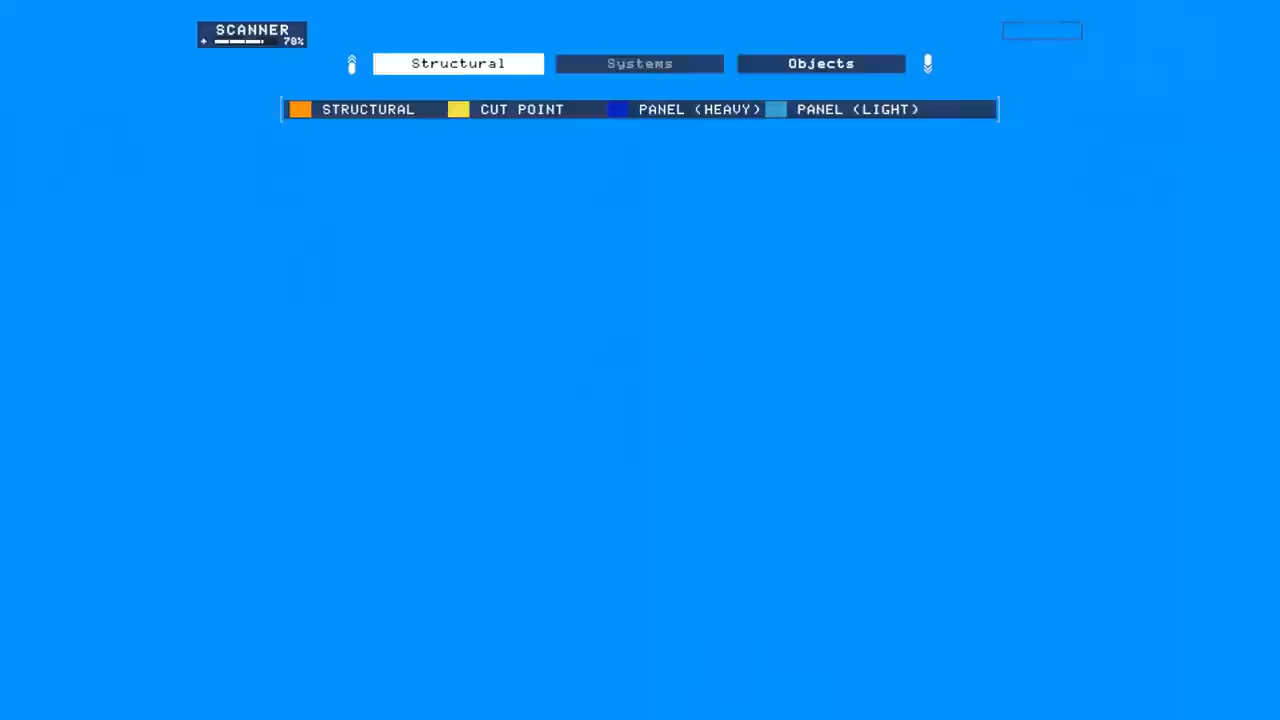 SCANNER
+ 78%
Structural Systems Objects
STRUCTURAL CUT POINT PANEL (HEAVY) PANEL (LIGHT)